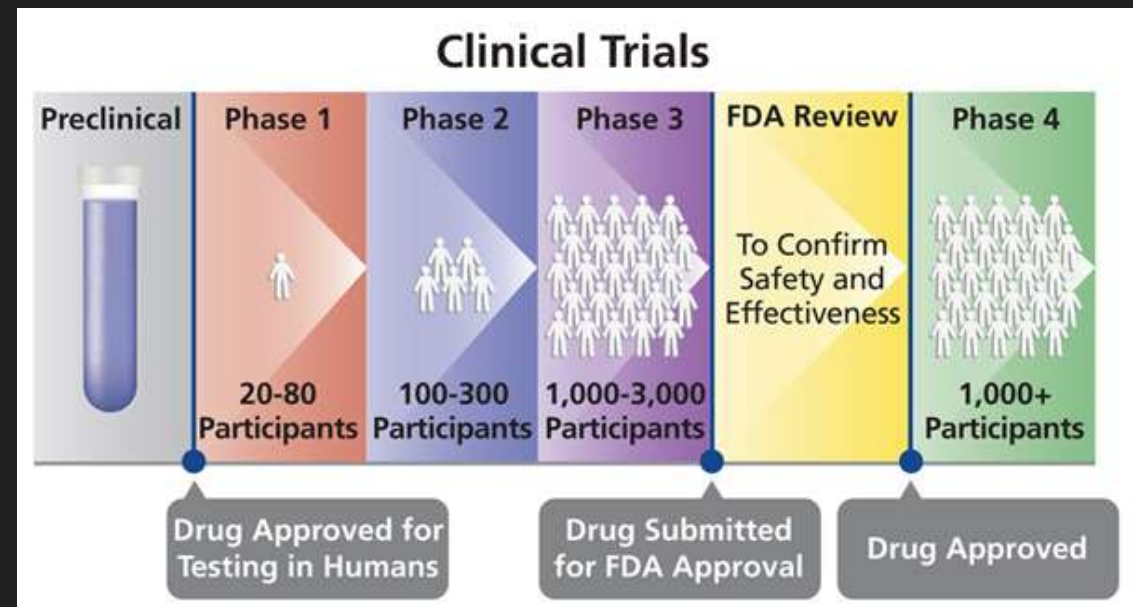 Clinical Trials
Preclinical
Phase 1
Phase 2
Phase 3
FDA Review
Phase 4
To Confirm
Safety and
Effectiveness
20-80
Participants
100-300
Participants
1,000-3,000
Participants
1,000+
Participants
Drug Approved for
Testing in Humans
Drug Submitted
for FDA Approval
Drug Approved